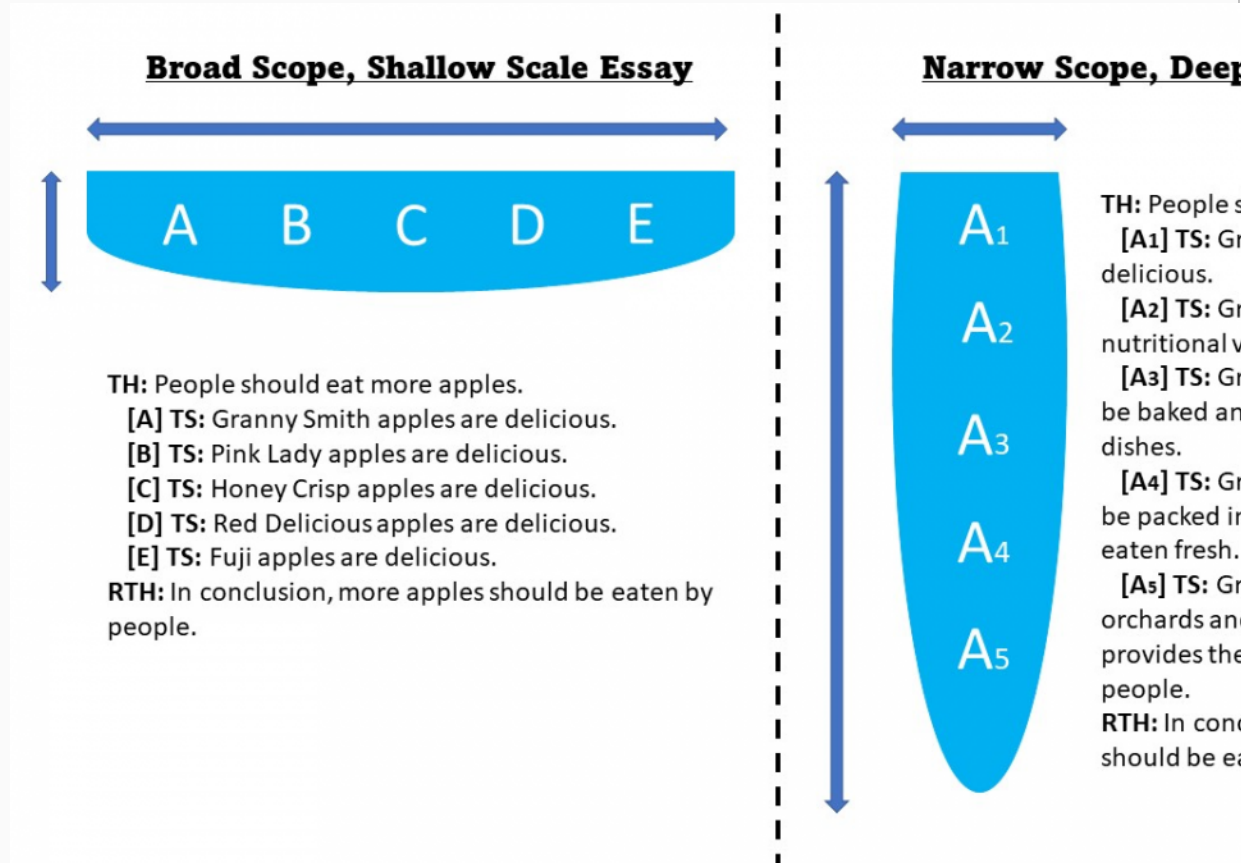 Broad Scope, Shallow Scale Essay
A B C D E
TH: People should eat more apples.
[A] TS: Granny Smith apples are delicious.
[B] TS: Pink Lady apples are delicious.
[C] TS: Honey Crisp apples are delicious.
[D] TS: Red Delicious apples are delicious.
[E] TS: Fuji apples are delicious.
RTH: In conclusion, more apples should be eaten by
people.
Narrow Scope, Deep
A1
A2
A3
A4
A5
TH: People
[A1] TS:
delicious.
[A2] TS:
nutritional
[A3] TS:
be baked
dishes.
[A4] TS:
be packed
eaten fresh.
[A5] TS:
orchards
provides
people.
RTH: In
should be